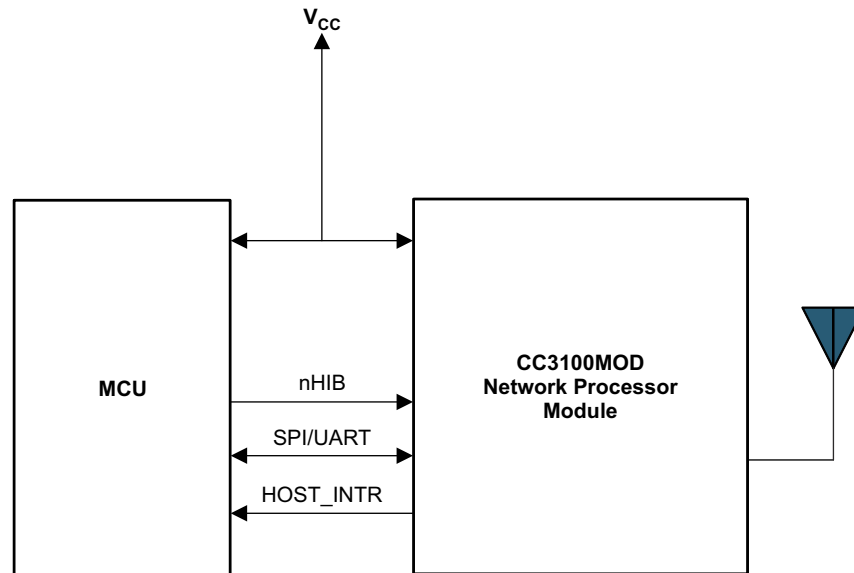 VCC
MCU
nHIB
SPI/UART
HOST_INTR
CC3100MOD
Network Processor
Module